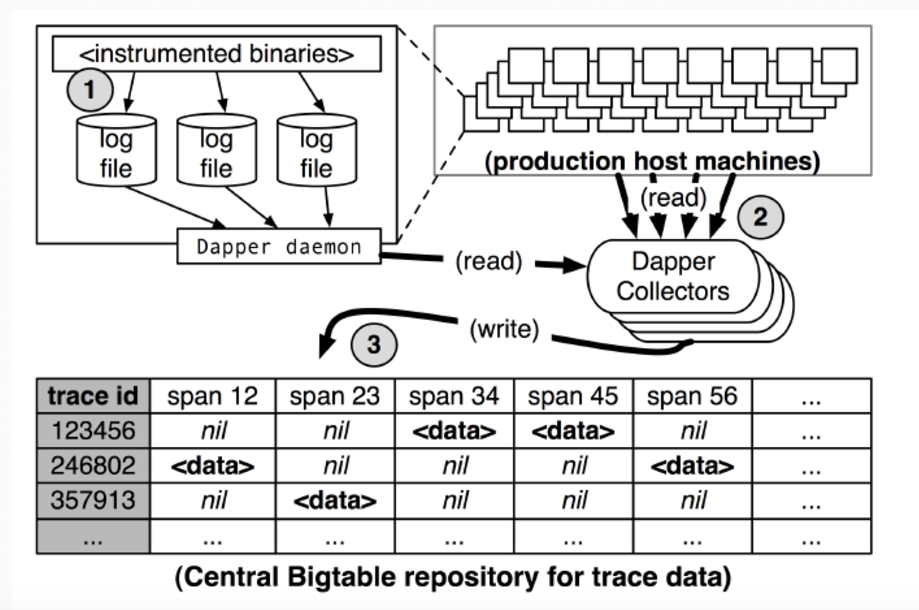 <instrumented binaries>
1
log file
log file
log file
Dapper daemon
(production host machines)
(read)
2
(read)
Dapper
Collectors
(write)
3
trace id span 12 span 23 span 34 span 45 span 56 ...
123456 nil nil <data> <data> nil ...
246802 <data> nil nil nil <data> ...
357913 nil <data> nil nil nil ...
... ... ... ... ... ... ...
(Central Bigtable repository for trace data)